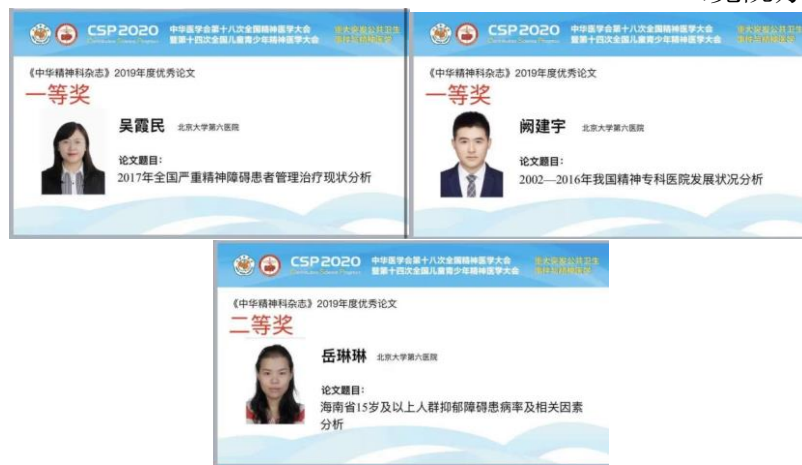 CSP2020
中华医学会第十八次全国精神医学大会
暨第十四次全国儿童青少年精神医学大会
《中华精神科杂志》2019年度优秀论文
一等奖
吴霞民 北京大学第六医院
论文题目:
2017年全国严重精神障碍患者管理治疗现状分析
CSP2020
中华医学会第十八次全国精神医学大会
暨第十四次全国儿童青少年精神医学大会
《中华精神科杂志》2019年度优秀论文
一等奖
阙建宇 北京大学第六医院
论文题目:
2002—2016年我国精神专科医院发展状况分析
CSP2020
中华医学会第十八次全国精神医学大会
暨第十四次全国儿童青少年精神医学大会
《中华精神科杂志》2019年度优秀论文
二等奖
岳琳琳 北京大学第六医院
论文题目:
海南省15岁及以上人群抑郁障碍患病率及相关因素
分析